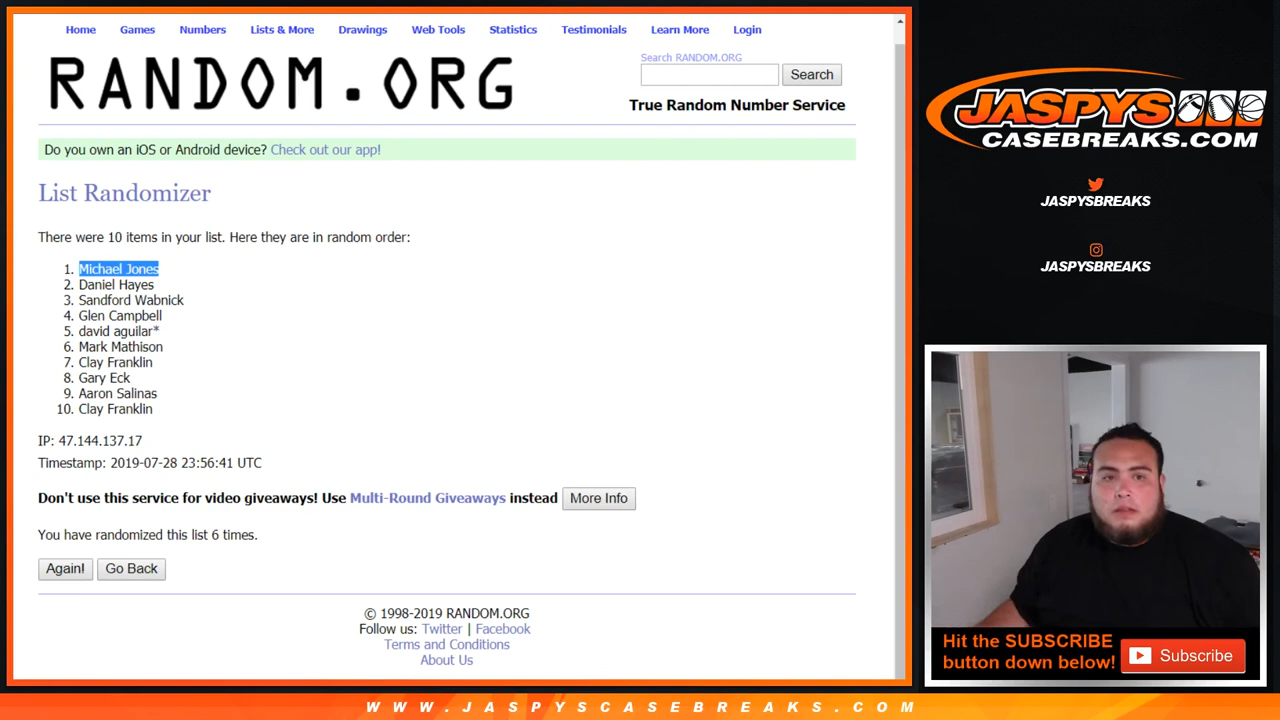 Home Games Numbers Lists & More Drawings Web Tools Statistics Testimonials Learn More Login
RANDOM.ORG
Search RANDOM.ORG
Search
True Random Number Service
Do you own an iOS or Android device? Check out our app!
List Randomizer
There were 10 items in your list. Here they are in random order:
1. Michael Jones
2. Daniel Hayes
3. Sandford Wabnick
4. Glen Campbell
5. david aguilar*
6. Mark Mathison
7. Clay Franklin
8. Gary Eck
9. Aaron Salinas
10. Clay Franklin
IP: 47.144.137.17
Timestamp: 2019-07-28 23:56:41 UTC
Don't use this service for video giveaways! Use Multi-Round Giveaways instead More Info
You have randomized this list 6 times.
Again! Go Back
© 1998-2019 RANDOM.ORG
Follow us: Twitter | Facebook
Terms and Conditions
About Us
JASPYS
CASEBREAKS.COM
JASPYSBREAKS
JASPYSBREAKS
Hit the SUBSCRIBE
button down below!
Subscribe
WWW.JASPYSCASEBREAKS.COM